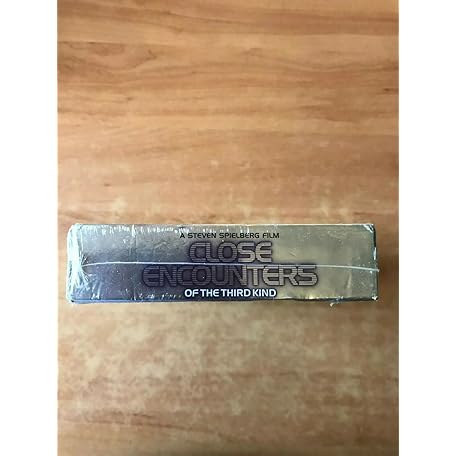 A STEVEN SPIELBERG FILM
CLOSE
ENCOUNTERS
OF THE THIRD KIND